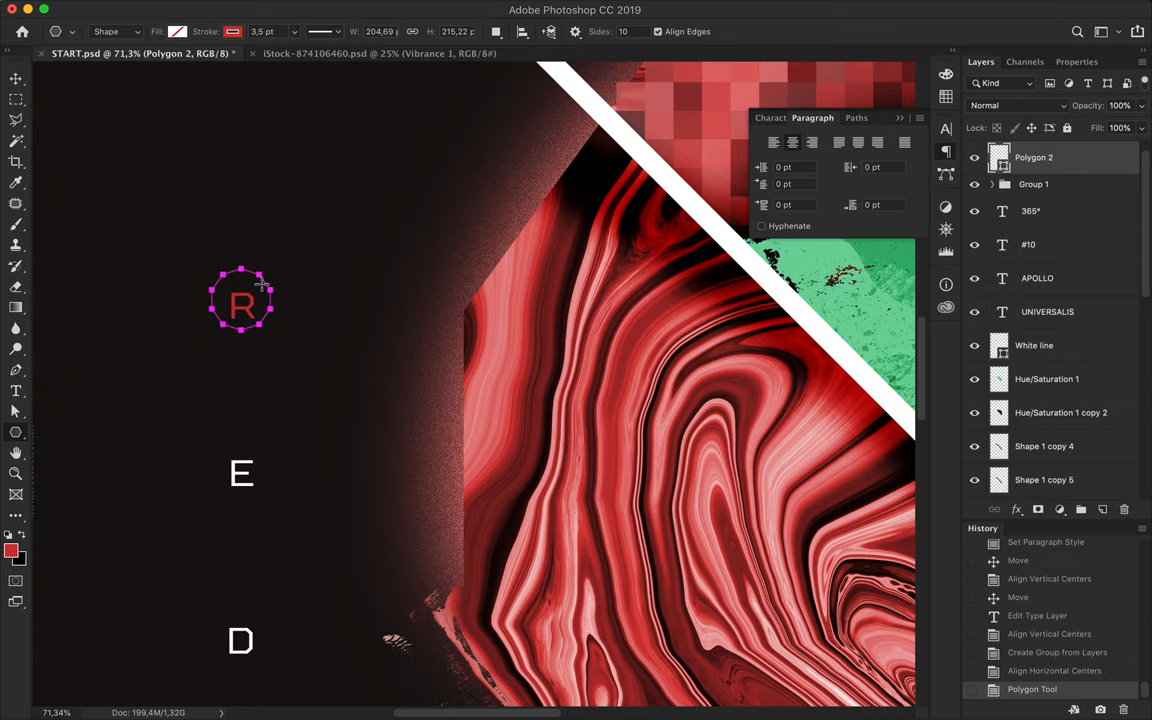 Adobe Photoshop CC 2019
Shape Fill: Stroke: 3,5 pt W: 204,69 H: 215,22 Sides: 10 Align Edges
START.psd @ 71,3% (Polygon 2, RGB/8) * iStock-874106460.psd @ 25% (Vibrance 1, RGB/8#)
Layers Channels Properties
Kind
Normal Opacity: 100%
Lock: Fill: 100%
Charact Paragraph Paths
0 pt 0 pt
0 pt
0 pt 0 pt
Hyphenate
Polygon 2
Group 1
365°
#10
APOLLO
UNIVERSALIS
White line
Hue/Saturation 1
Hue/Saturation 1 copy 2
Shape 1 copy 4
Shape 1 copy 5
R
E
D
History
Set Paragraph Style
Move
Align Vertical Centers
Move
Edit Type Layer
Align Vertical Centers
Create Group from Layers
Align Horizontal Centers
Polygon Tool
71,34% Doc: 199,4M/1,32G